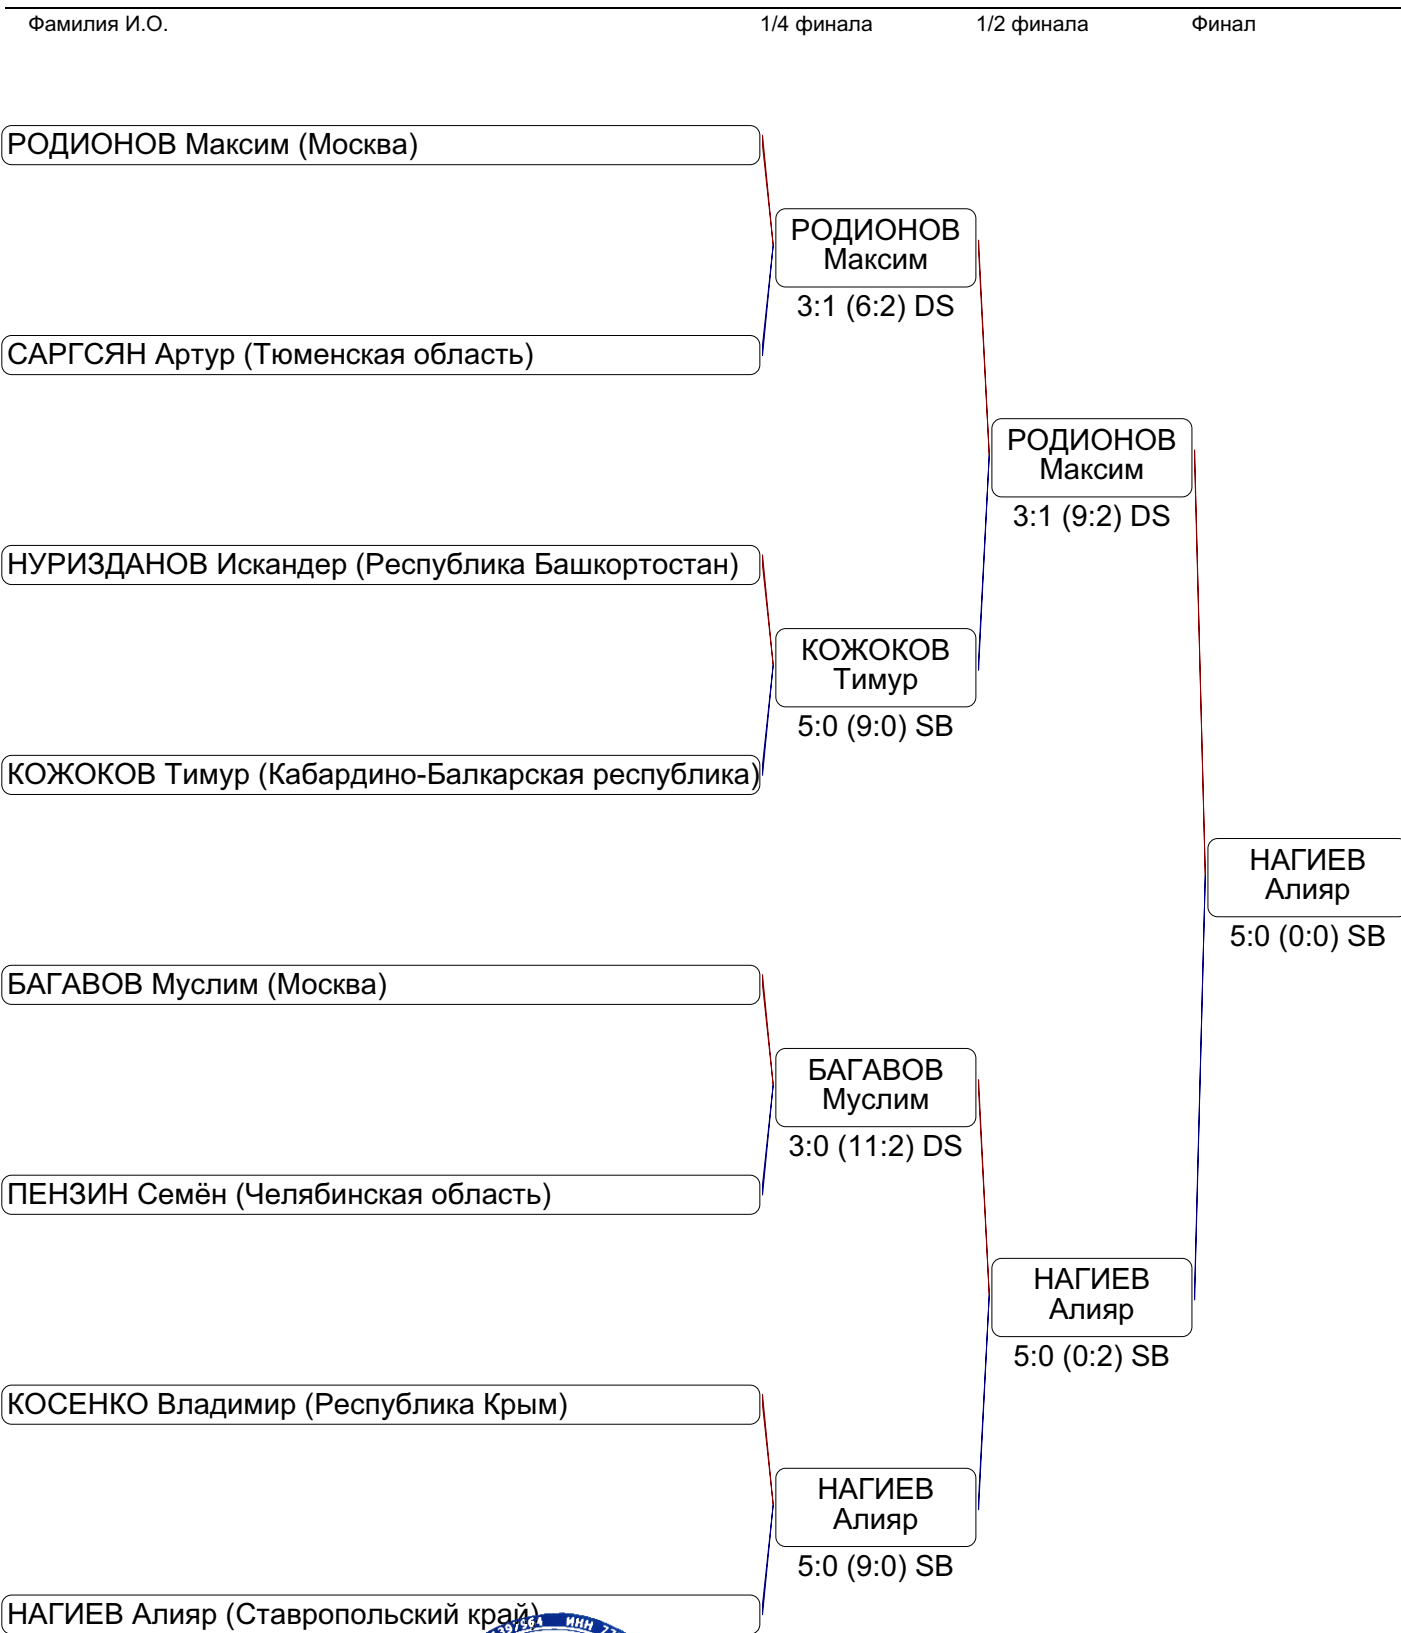 Фамилия И.О. 1/4 финала 1/2 финала Финал
РОДИОНОВ Максим (Москва)
РОДИОНОВ
Максим
3:1 (6:2) DS
САРГСЯН Артур (Тюменская область)
РОДИОНОВ
Максим
3:1 (9:2) DS
НУРИЗДАНОВ Искандер (Республика Башкортостан)
КОЖОКОВ
Тимур
5:0 (9:0) SB
КОЖОКОВ Тимур (Кабардино-Балкарская республика)
НАГИЕВ
Алияр
5:0 (0:0) SB
БАГАВОВ Муслим (Москва)
БАГАВОВ
Муслим
3:0 (11:2) DS
ПЕНЗИН Семён (Челябинская область)
НАГИЕВ
Алияр
5:0 (0:2) SB
КОСЕНКО Владимир (Республика Крым)
НАГИЕВ
Алияр
5:0 (9:0) SB
НАГИЕВ Алияр (Ставропольский край)
ИНН